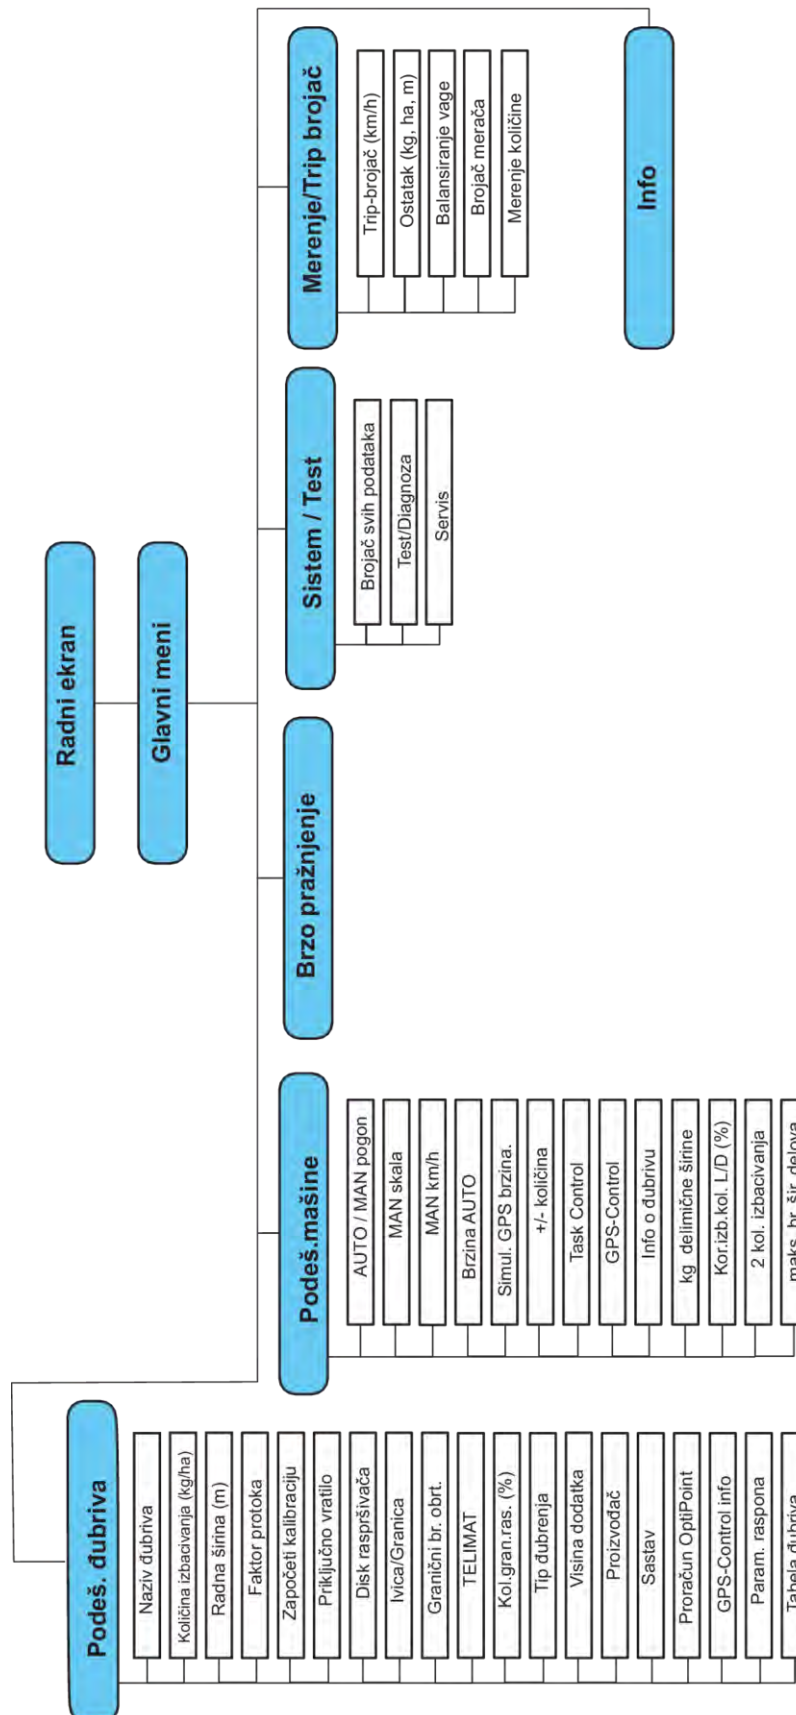 Radni ekran
Glavni meni
Podeš. đubriva
Naziv đubriva
Količina izbacivanja (kg/ha)
Radna širina (m)
Faktor protoka
Započeti kalibraciju
Priključno vratilo
Disk raspršivača
Ivica/Granica
Granični br. obrt.
TELIMAT
Kol.gran.ras. (%)
Tip đubrenja
Visina dodatka
Proizvođač
Sastav
Proračun OptiPoint
GPS-Control info
Param. raspona
Tabela đubriva
Podeš.mašine
AUTO / MAN pogon
MAN skala
MAN km/h
Brzina AUTO
Simul. GPS brzina.
+/- količina
Task Control
GPS-Control
Info o đubrivu
kg delimične širine
Kor.izb.kol. L/D (%)
2 kol. izbacivanja
maks. br. šir. delova
Brzo pražnjenje
Sistem / Test
Brojač svih podataka
Test/Diagnoza
Servis
Merenje/Trip brojač
Trip-brojač (km/h)
Ostatak (kg, ha, m)
Balansiranje vage
Brojač merača
Merenje količine
Info